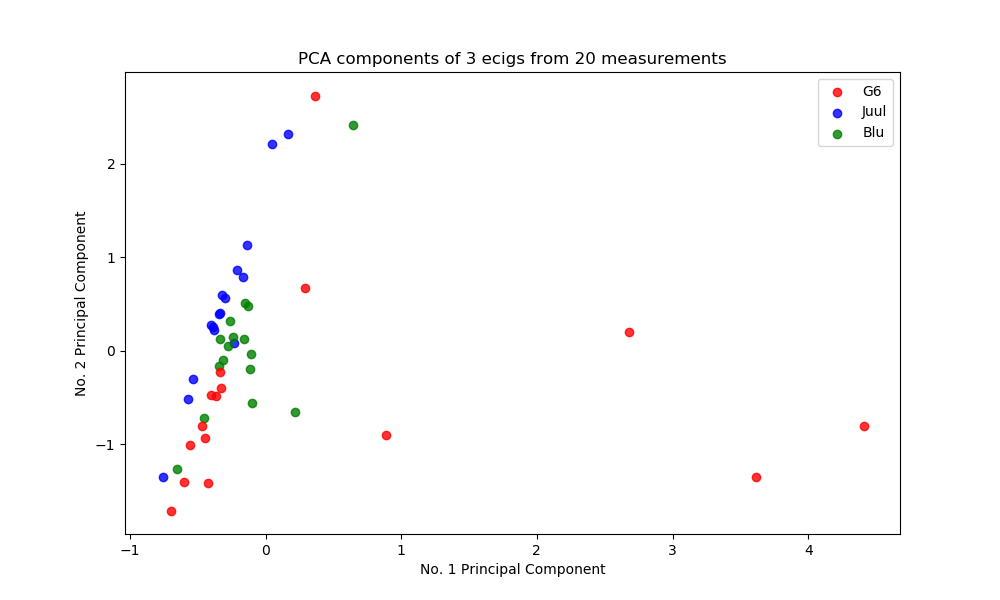 PCA components of 3 ecigs from 20 measurements
G6
Juul
Blu
No. 2 Principal Component
2
1
0
−1
−1
0
1
2
3
4
No. 1 Principal Component